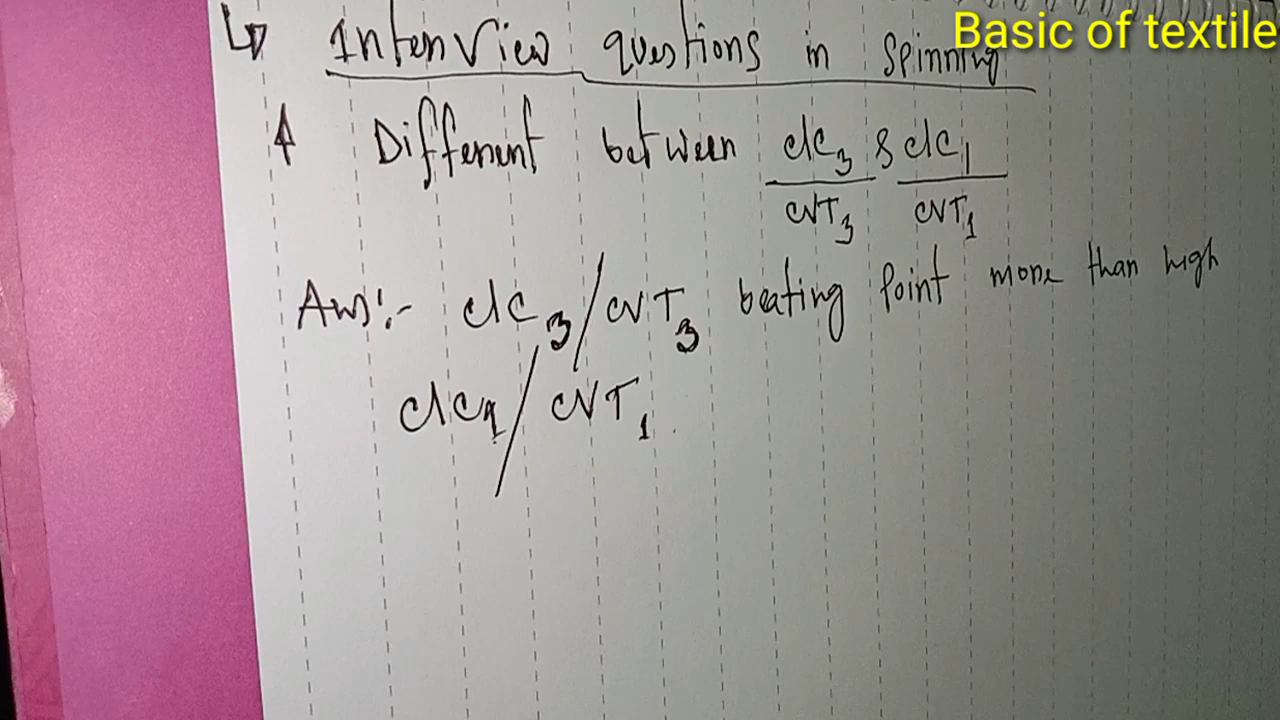 Basic of textile
Interview questions in Spinning
Different between clC3 & clC1
CVT3 CVT1
Ans:- clC3/CVT3 beating Point more than high
clC1/CVT1